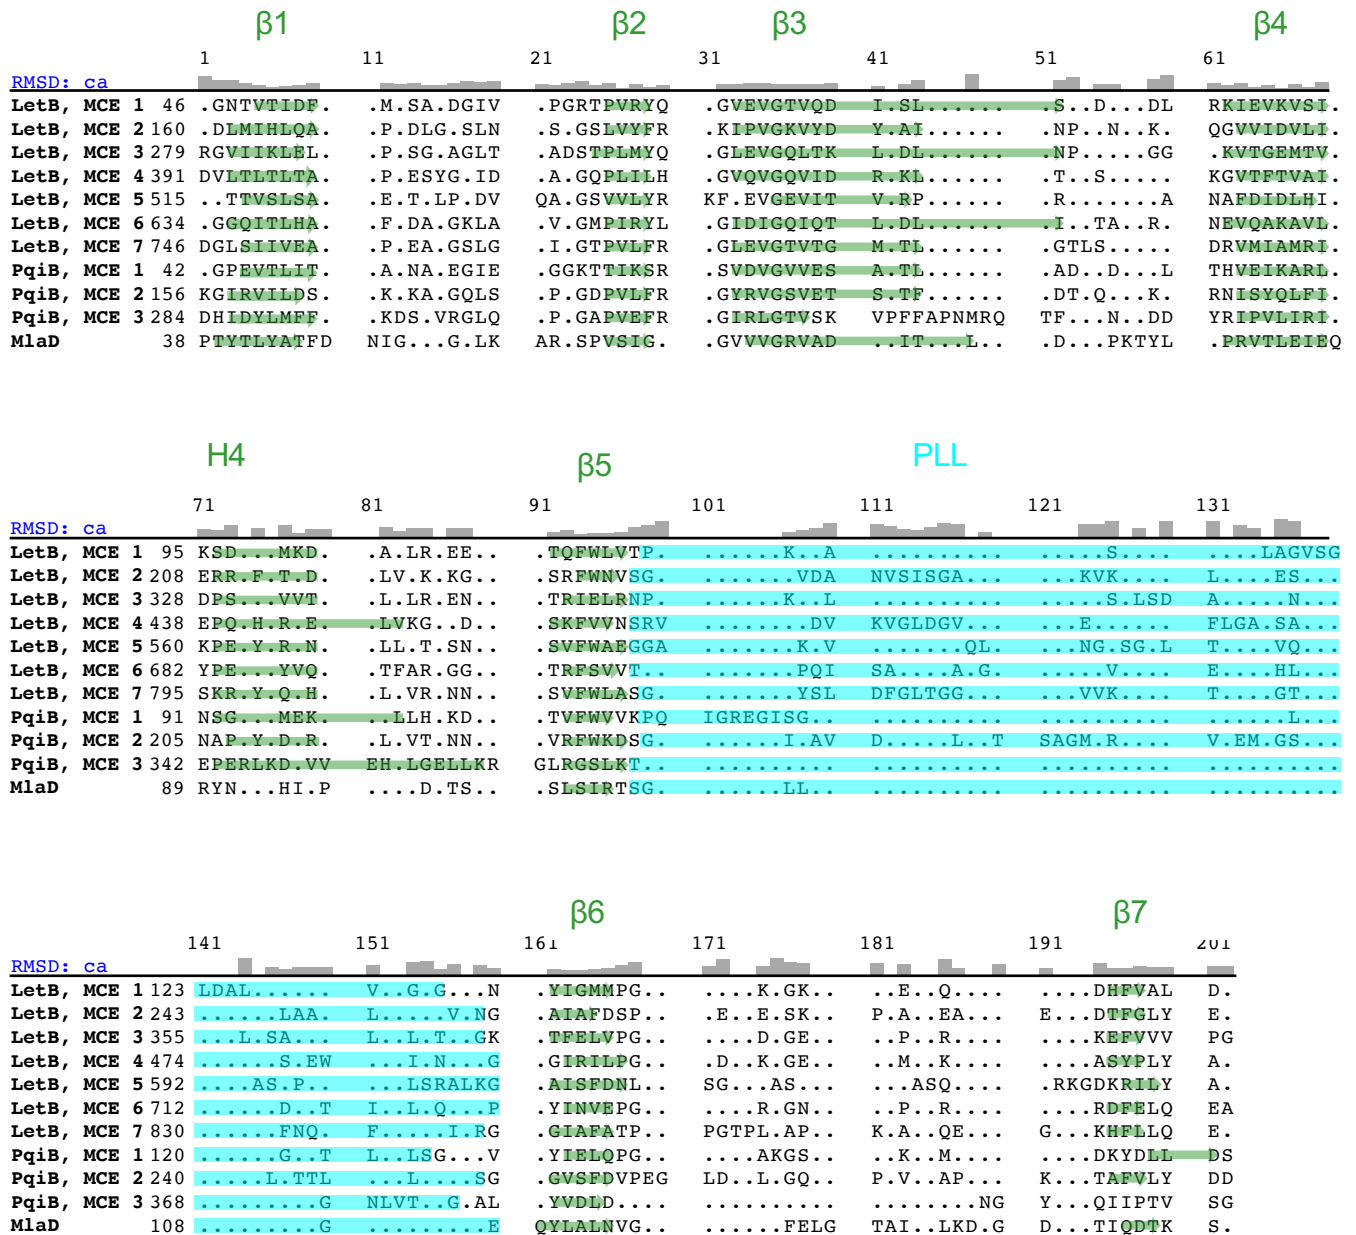 β1 β2 β3 β4
1 11 21 31 41 51 61
RMSD: ca
LetB, MCE 1 46 .GNTVTIDF. .M.SA.DGIV .PGRTPVRYQ .GVEVGTVQD I.SL...... .S..D...DL RKIEVKVSI.
LetB, MCE 2 160 .DLMIHLQA. .P.DLG.SLN .S.GSLVYFR .KIPVGKVYD Y.AI...... .NP..N..K. QGVVIDVLI.
LetB, MCE 3 279 RGVIIKLEL. .P.SG.AGLT .ADSTPLMYQ .GLEVGQLTK L.DL...... .NP.....GG .KVTGEMTV.
LetB, MCE 4 391 DVLTLTLTA. .P.ESYG.ID .A.GQPLILH .GVQVGQVID R.KL...... .T..S..... KGVTFTVAI.
LetB, MCE 5 515 ..TTVSLSA. .E.T.LP.DV QA.GSVVLYR KF.EVGEVIT V.RP...... .R.......A NAFDIDLHI.
LetB, MCE 6 634 .GGQITLHA. .F.DA.GKLA .V.GMPIRYL .GIDIGQIQT L.DL...... .I..TA..R. NEVQAKAVL.
LetB, MCE 7 746 DGLSIIVEA. .P.EA.GSLG .I.GTPVLFR .GLEVGTVTG M.TL...... .GTLS..... DRVMIAMRI.
PqiB, MCE 1 42 .GPEVTLIT. .A.NA.EGIE .GGKTTIKSR .SVDVGVVES A.TL...... .AD..D...L THVEIKARL.
PqiB, MCE 2 156 KGIRVILDS. .K.KA.GQLS .P.GDPVLFR .GYRVGSVET S.TF...... .DT.Q...K. RNISYQLFI.
PqiB, MCE 3 284 DHIDYLMFF. .KDS.VRGLQ .P.GAPVEFR .GIRLGTVSK VPFFAPNMRQ TF...N..DD YRIPVLIRI.
MlaD 38 PTYTLYATFD NIG...G.LK AR.SPVSIG. .GVVVGRVAD ..IT...L.. .D...PKTYL .PRVTLEIEQ
H4 β5 PLL
71 81 91 101 111 121 131
RMSD: ca
LetB, MCE 1 95 KSD...MKD. .A.LR.EE.. .TQFWLVTP. ......K..A .......... .....S.... ....LAGVSG
LetB, MCE 2 208 ERR.F.T.D. .LV.K.KG.. .SRFWNVSG. .......VDA NVSISGA... ...KVK.... L....ES...
LetB, MCE 3 328 DPS...VVT. .L.LR.EN.. .TRIELRNP. ......K..L .......... .....S.LSD A.....N...
LetB, MCE 4 438 EPQ.H.R.E. .LVKG..D.. .SKFVVNSRV ........DV KVGLDGV... ...E...... FLGA.SA...
LetB, MCE 5 560 KPE.Y.R.N. .LL.T.SN.. .SVFWAEGGA ......K.V. .......QL. ..NG.SG.L. T....VQ...
LetB, MCE 6 682 YPE...YVQ. .TFAR.GG.. .TRFSVVT.. .......PQI SA....A.G. .....V.... E....HL...
LetB, MCE 7 795 SKR.Y.Q.H. .L.VR.NN.. .SVFWLASG. .......YSL DFGLTGG... ...VVK.... T....GT...
PqiB, MCE 1 91 NSG...MEK. ..LLH.KD.. .TVFWVVKPQ IGREGISG.. .......... .......... ......L...
PqiB, MCE 2 205 NAP.Y.D.R. .L.VT.NN.. .VRFWKDSG. ......I.AV D.....L..T SAGM.R.... V.EM.GS...
PqiB, MCE 3 342 EPERLKD.VV EH.LGELLKR GLRGSLKT.. .......... .......... .......... ..........
MlaD 89 RYN...HI.P ....D.TS.. .SLSIRTSG. ......LL.. .......... .......... ..........
β6 β7
141 151 161 171 181 191 201
RMSD: ca
LetB, MCE 1 123 LDAL...... V..G.G...N .YIGMMPG.. ....K.GK.. ..E..Q.... ....DHFVAL D.
LetB, MCE 2 243 ......LAA. L.....V.NG .AIAFDSP.. .E..E.SK.. P.A..EA... E...DTFGLY E.
LetB, MCE 3 355 ...L.SA... L..L.T..GK .TFELVPG.. ....D.GE.. ..P..R.... ....KEFVVV PG
LetB, MCE 4 474 ......S.EW ...I.N...G .GIRILPG.. .D..K.GE.. ..M..K.... ....ASYPLY A.
LetB, MCE 5 592 ....AS.P.. ...LSRALKG .AISFDNL.. SG...AS... ...ASQ.... .RKGDKRILY A.
LetB, MCE 6 712 ......D..T I..L.Q...P .YINVEPG.. ....R.GN.. ..P..R.... ....RDFELQ EA
LetB, MCE 7 830 ......FNQ. F.....I.RG .GIAFATP.. PGTPL.AP.. K.A..QE... G...KHFLLQ E.
PqiB, MCE 1 120 ......G..T L..LSG...V .YIELQPG.. ....AKGS.. ..K..M.... ....DKYDLL DS
PqiB, MCE 2 240 .....L.TTL ...L....SG .GVSFDVPEG LD..L.GQ.. P.V..AP... K...TAFVLY DD
PqiB, MCE 3 368 .........G NLVT..G.AL .YVDLD.... .......... ........NG Y...QIIPTV SG
MlaD 108 .........G .........E QYLALNVG.. ......FELG TAI..LKD.G D...TIQDTK S.